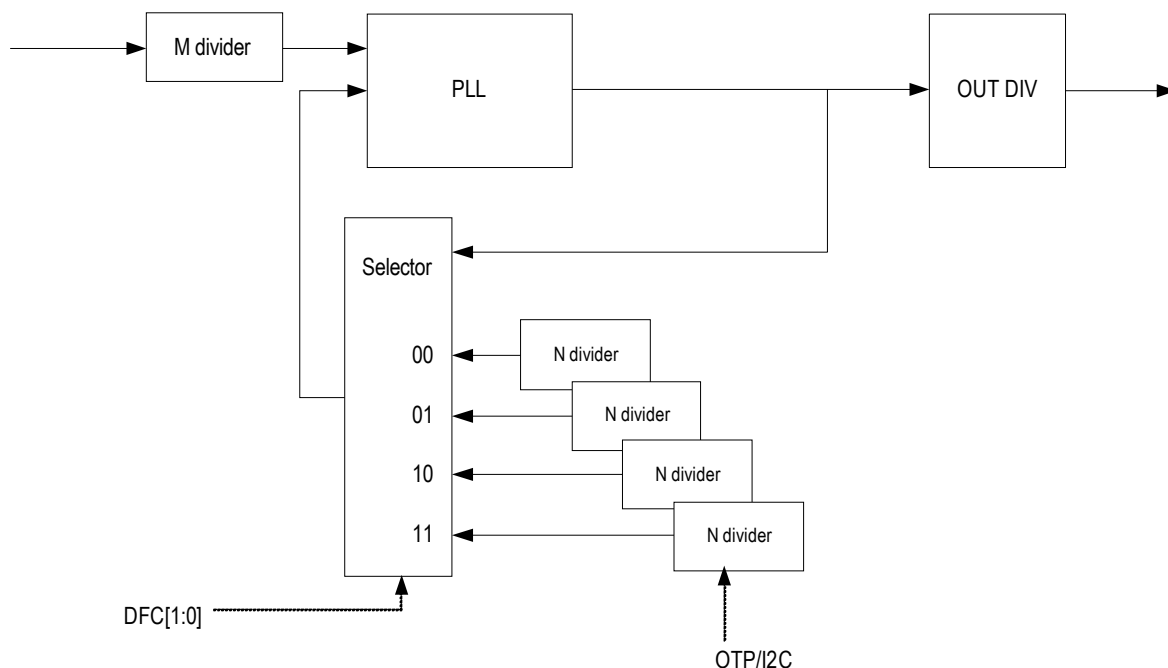 M divider
PLL
OUT DIV
Selector
00
N divider
01
N divider
10
N divider
11
N divider
DFC[1:0]
OTP/I2C